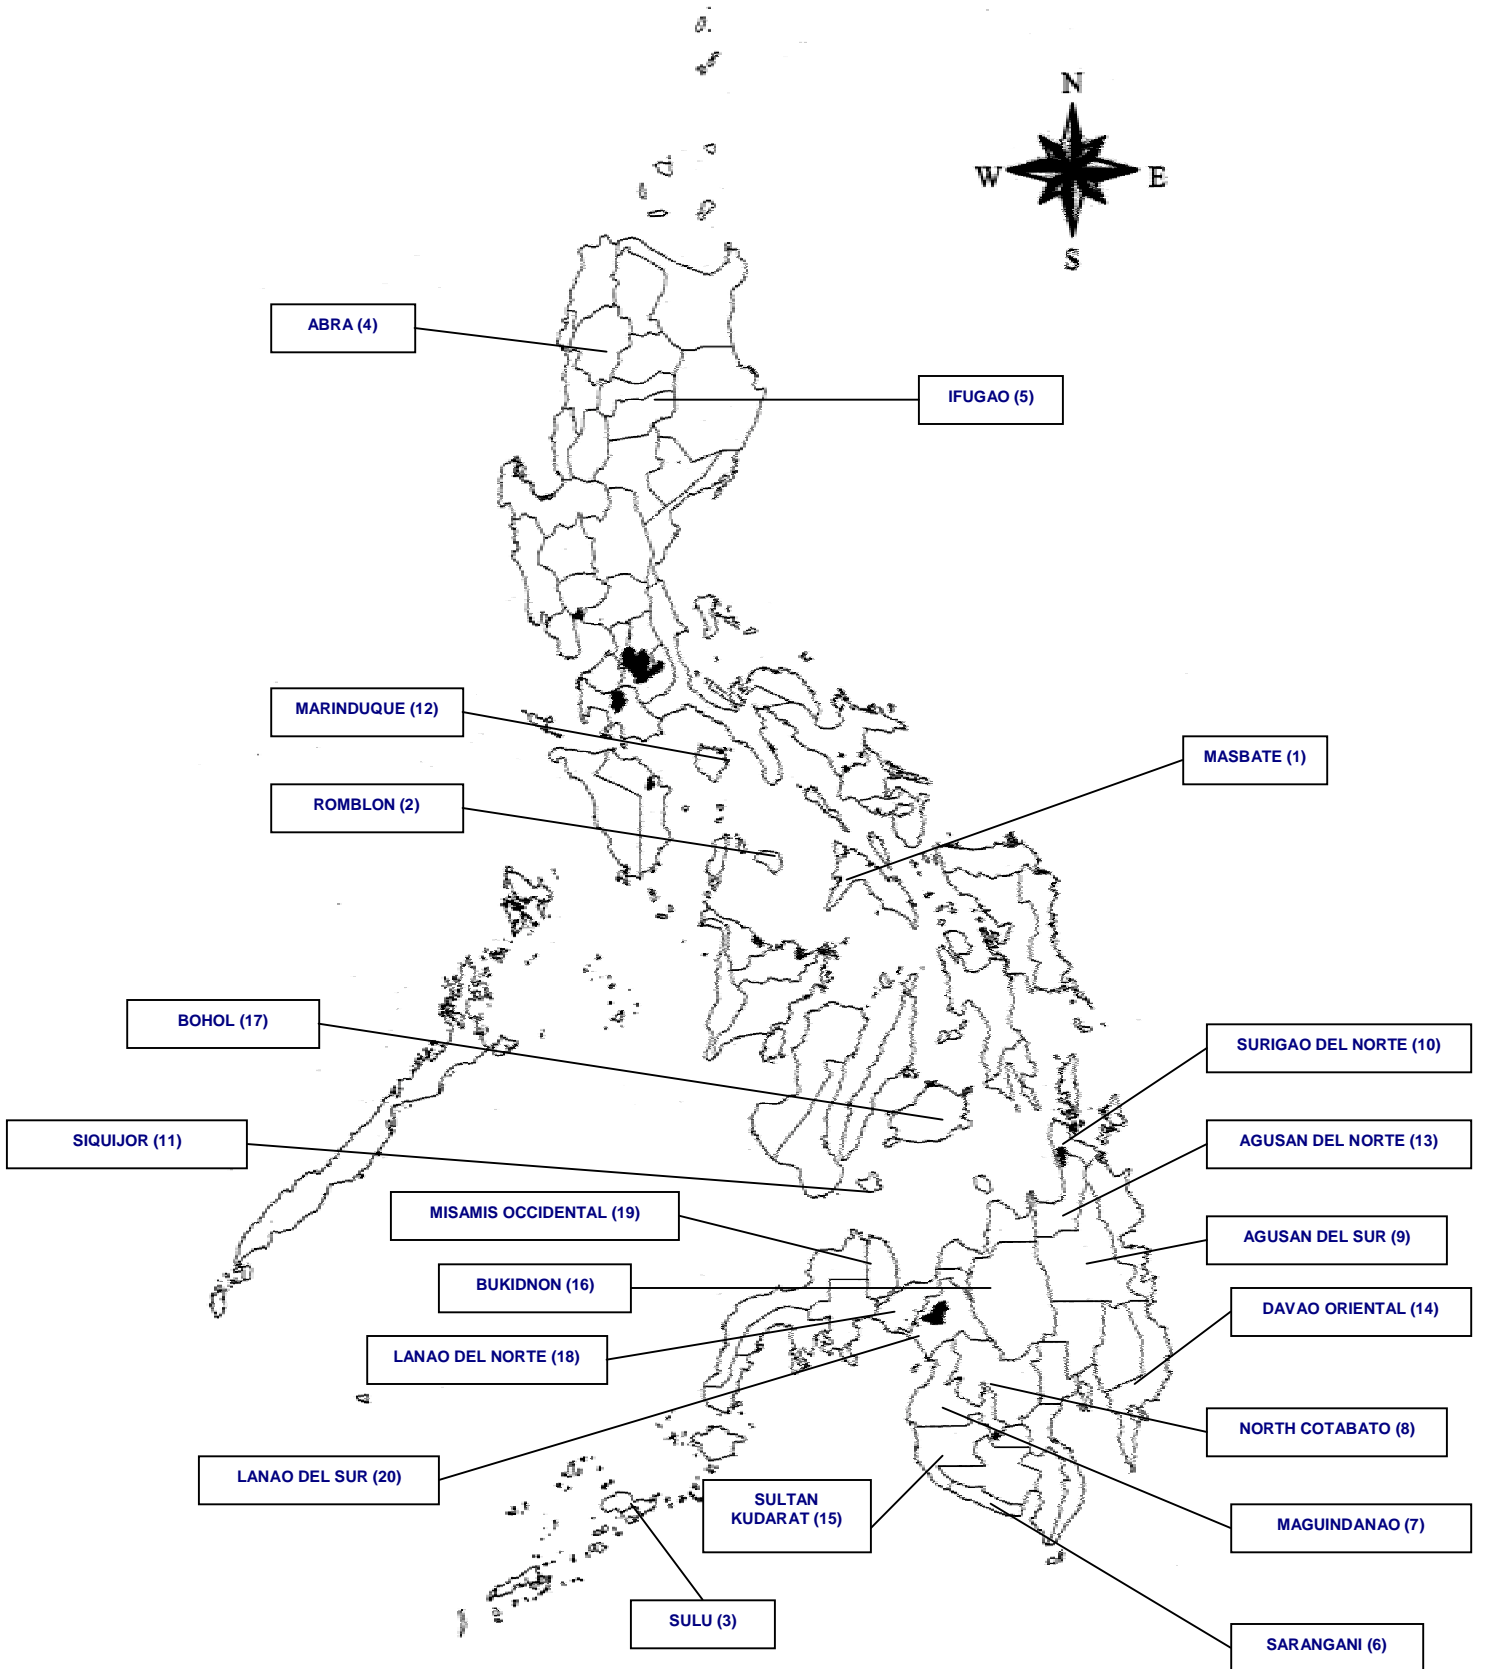 N
W
E
S
ABRA (4)
IFUGAO (5)
MARINDUQUE (12)
MASBATE (1)
ROMBLON (2)
BOHOL (17)
SURIGAO DEL NORTE (10)
SIQUIJOR (11)
AGUSAN DEL NORTE (13)
MISAMIS OCCIDENTAL (19)
AGUSAN DEL SUR (9)
BUKIDNON (16)
DAVAO ORIENTAL (14)
LANAO DEL NORTE (18)
NORTH COTABATO (8)
LANAO DEL SUR (20)
SULTAN
KUDARAT (15)
MAGUINDANAO (7)
SULU (3)
SARANGANI (6)